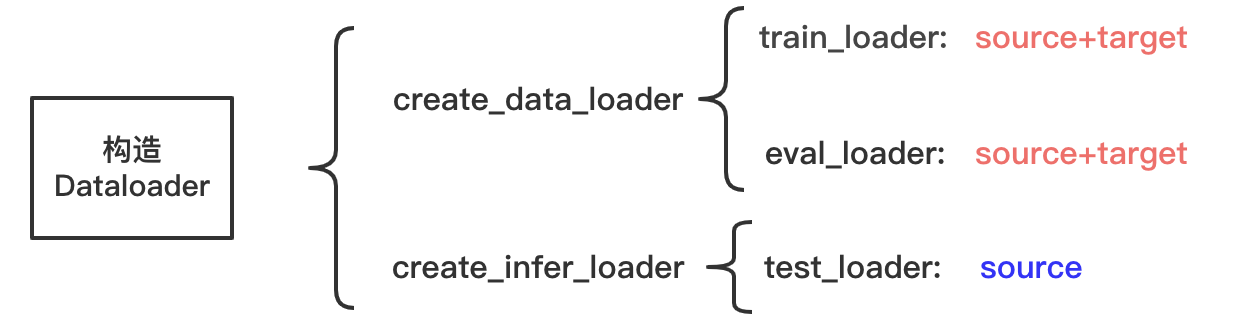 构造
Dataloader
create_data_loader
train_loader: source+target
eval_loader: source+target
create_infer_loader
test_loader: source